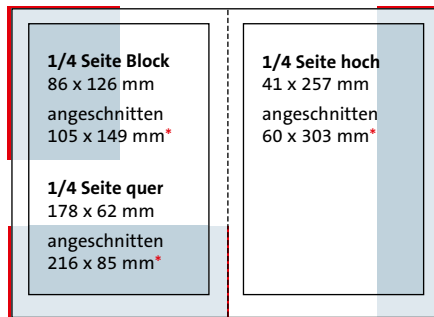 1/4 Seite Block
86 x 126 mm
angeschnitten
105 x 149 mm*
1/4 Seite quer
178 x 62 mm
angeschnitten
216 x 85 mm*
1/4 Seite hoch
41 x 257 mm
angeschnitten
60 x 303 mm*